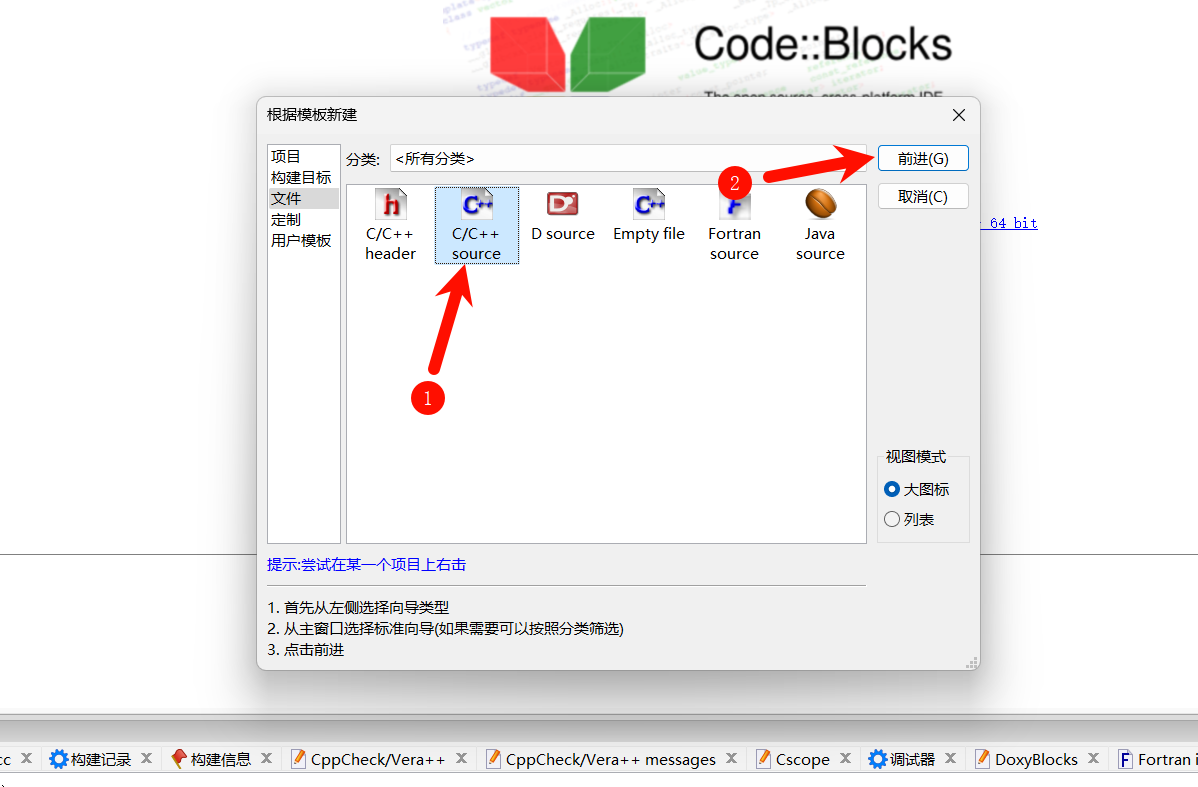 Code::Blocks
The open source, cross-platform IDE
根据模板新建
项目
构建目标
文件
定制
用户模板
分类:
<所有分类>
前进(G)
取消(C)
C/C++
header
C/C++
source
D source
Empty file
Fortran
source
Java
source
1
2
64 bit
视图模式
大图标
列表
提示:尝试在某一个项目上右击
1. 首先从左侧选择向导类型
2. 从主窗口选择标准向导(如果需要可以按照分类筛选)
3. 点击前进
cc
构建记录
构建信息
CppCheck/Vera++
CppCheck/Vera++ messages
Cscope
调试器
DoxyBlocks
Fortran i